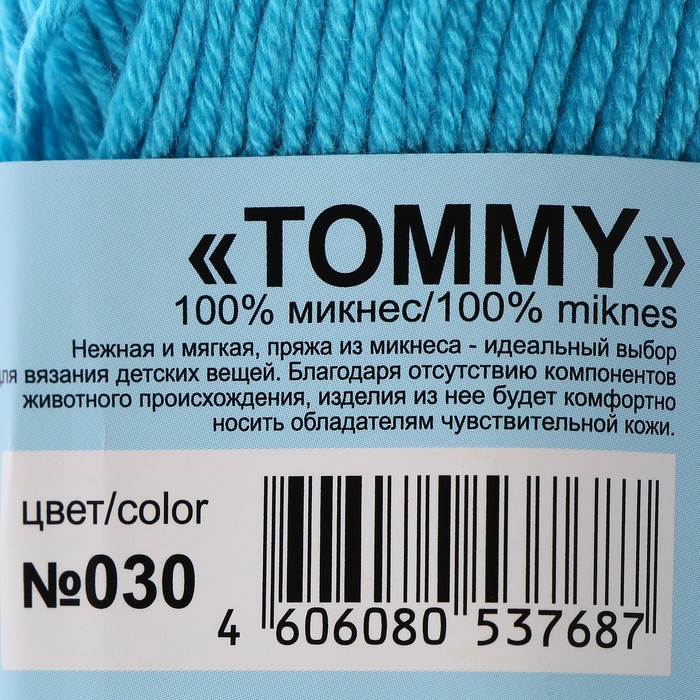 «TOMMY»
100% микнес/100% miknes
Нежная и мягкая, пряжа из микнеса - идеальный выбор
для вязания детских вещей. Благодаря отсутствию компонентов
животного происхождения, изделия из нее будет комфортно
носить обладателям чувствительной кожи.
цвет/color
№030
4 606080 537687